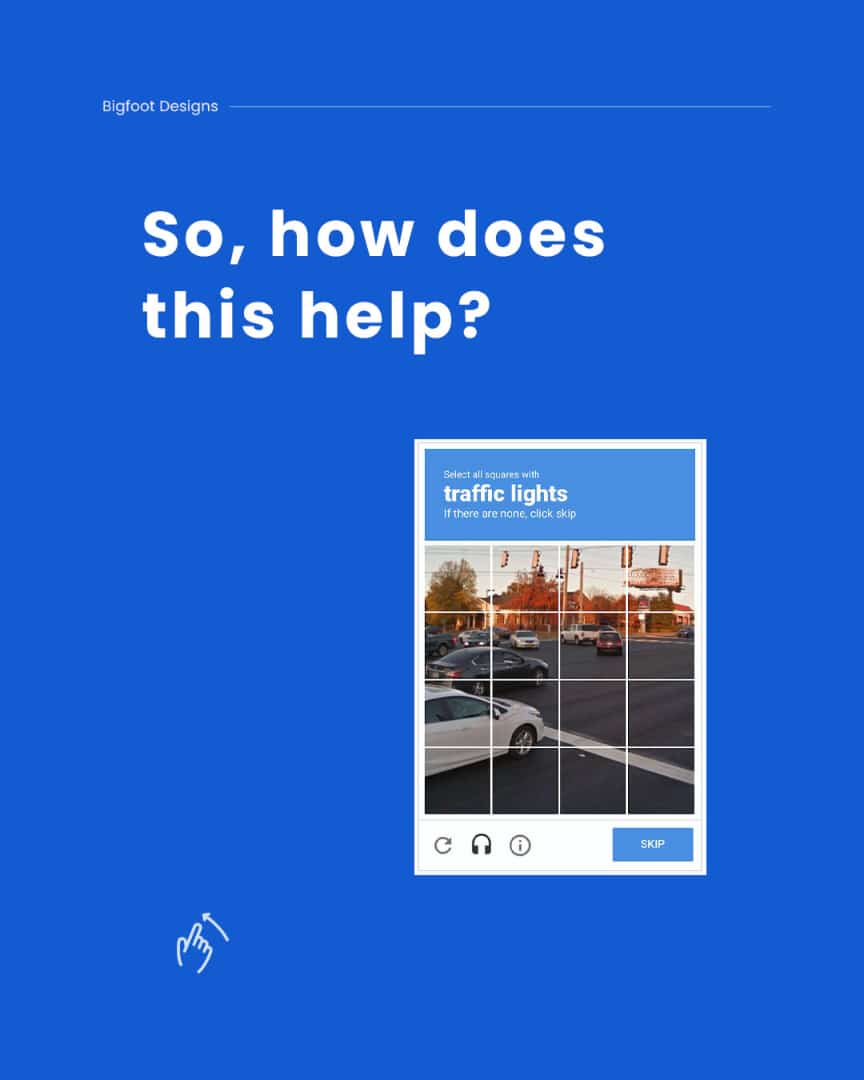 Bigfoot Designs
So, how does
this help?
Select all squares with
traffic lights
If there are none, click skip
SKIP